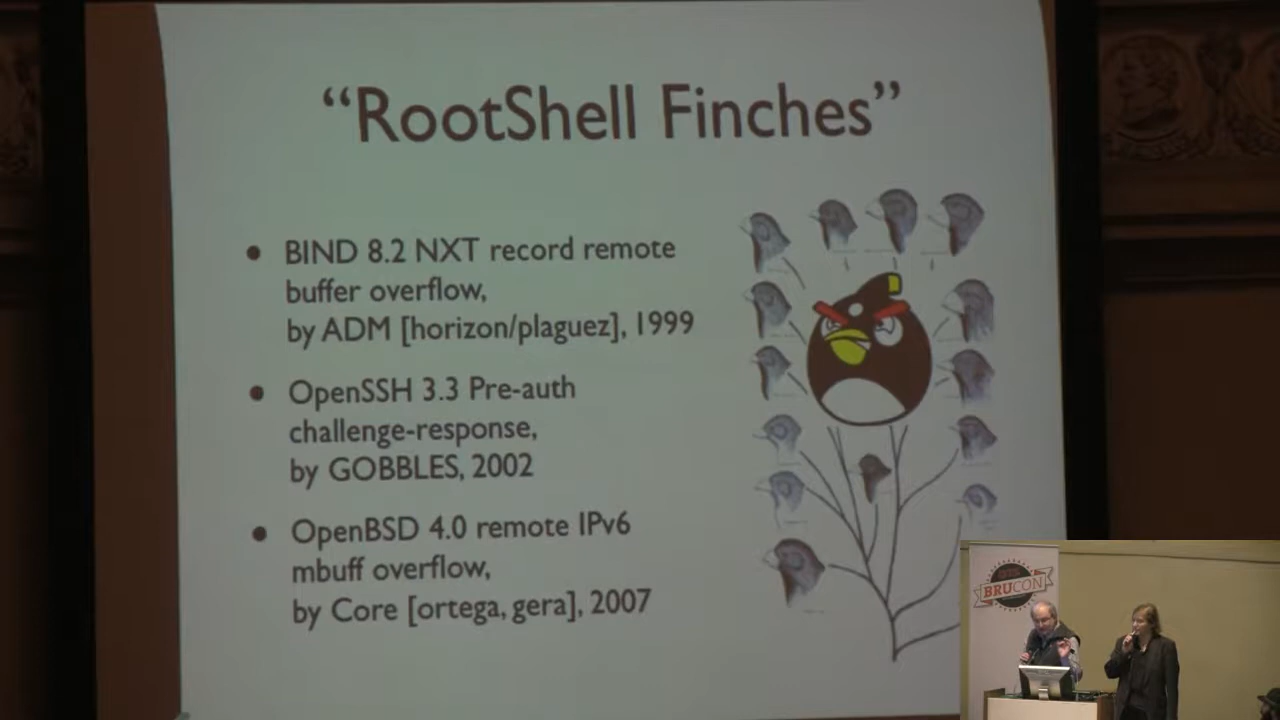 “RootShell Finches”
• BIND 8.2 NXT record remote
buffer overflow,
by ADM [horizon/plaguez], 1999
• OpenSSH 3.3 Pre-auth
challenge-response,
by GOBBLES, 2002
• OpenBSD 4.0 remote IPv6
mbuff overflow,
by Core [ortega, gera], 2007
BRUCON